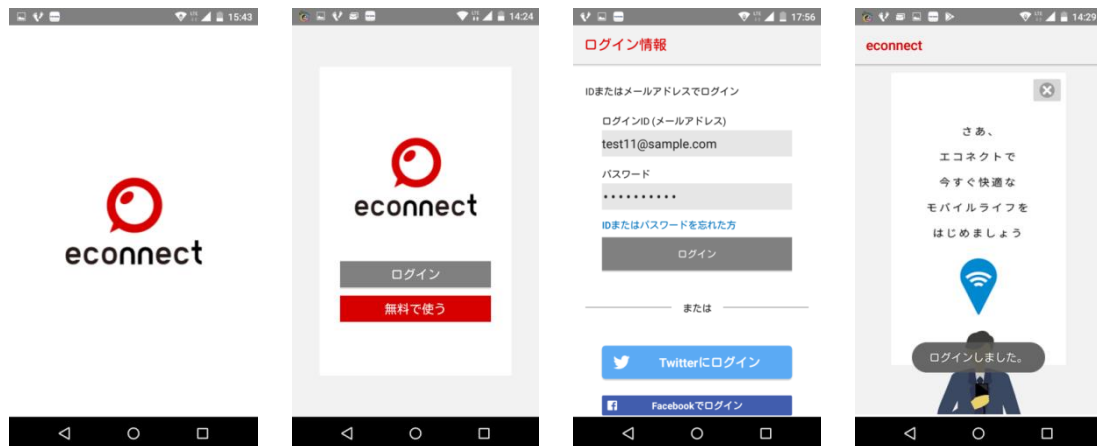 15:43
econnect
14:24
econnect
ログイン
無料で使う
17:56
ログイン情報
IDまたはメールアドレスでログイン
ログインID (メールアドレス)
test11@sample.com
パスワード
••••••••••
IDまたはパスワードを忘れた方
ログイン
または
Twitterにログイン
Facebookでログイン
14:29
econnect
さあ、
エコネクトで
今すぐ快適な
モバイルライフを
はじめましょう
ログインしました。